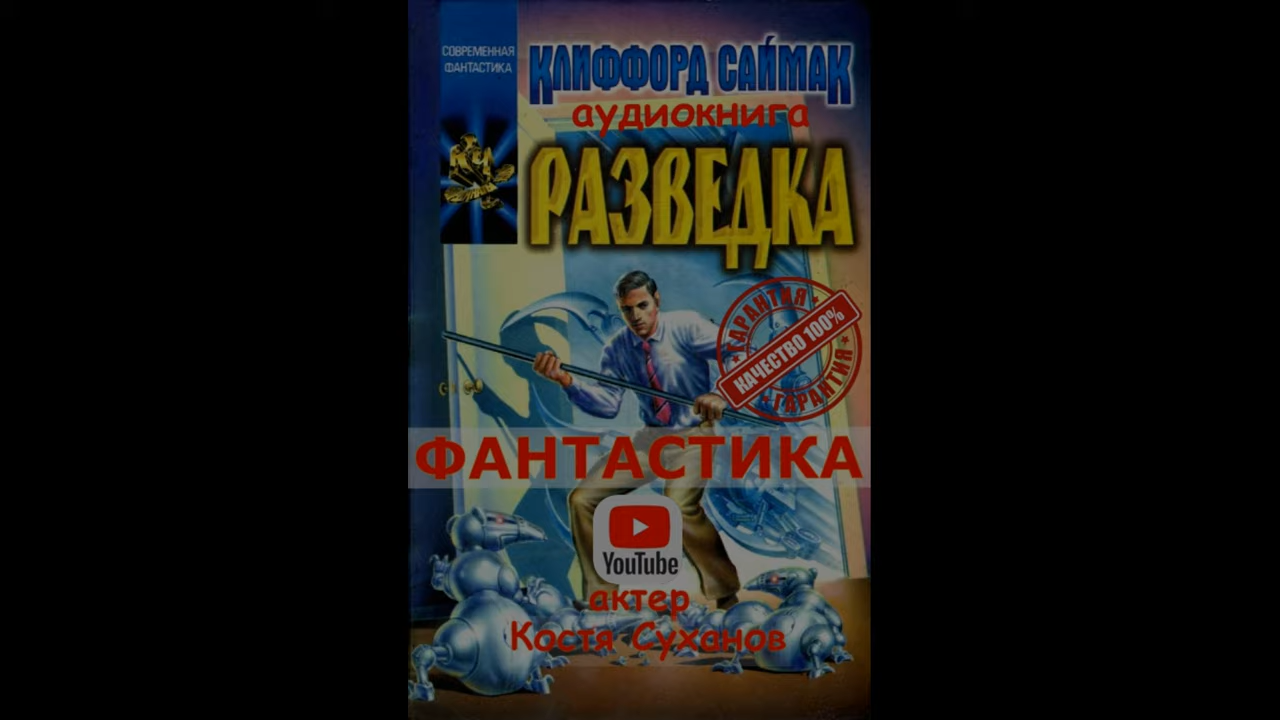 СОВРЕМЕННАЯ
ФАНТАСТИКА
КЛИФФОРД САЙМАК
аудиокнига
РАЗВЕДКА
ГАРАНТИЯ
КАЧЕСТВО 100%
ГАРАНТИЯ
ФАНТАСТИКА
YouTube
актер
Костя Суханов